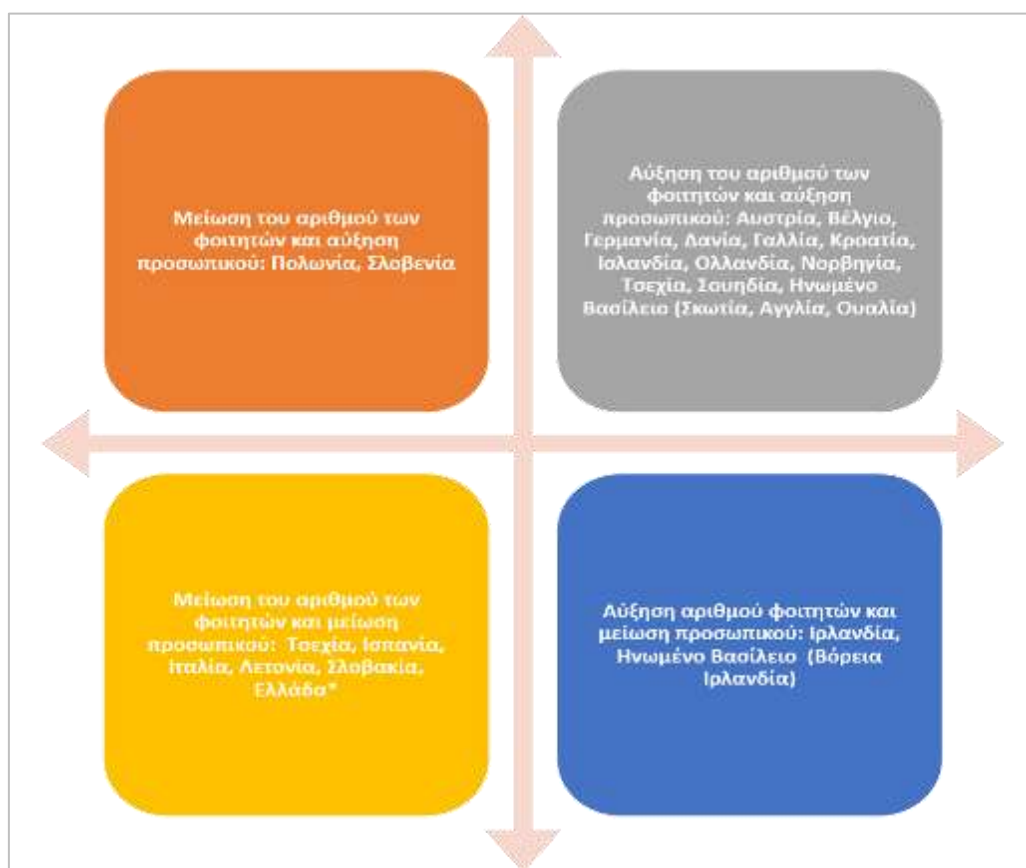 Μείωση του αριθμού των
φοιτητών και αύξηση
προσωπικού: Πολωνία, Σλοβενία
Αύξηση του αριθμού των
φοιτητών και αύξηση
προσωπικού: Αυστρία, Βέλγιο,
Γερμανία, Δανία, Γαλλία, Κροατία,
Ισλανδία, Ολλανδία, Νορβηγία,
Τσεχία, Σουηδία, Ηνωμένο
Βασίλειο (Σκωτία, Αγγλία, Ουαλία)
Μείωση του αριθμού των
φοιτητών και μείωση
προσωπικού: Τσεχία, Ισπανία,
Ιταλία, Λετονία, Σλοβακία,
Ελλάδα*
Αύξηση αριθμού φοιτητών και
μείωση προσωπικού: Ιρλανδία,
Ηνωμένο Βασίλειο (Βόρεια
Ιρλανδία)